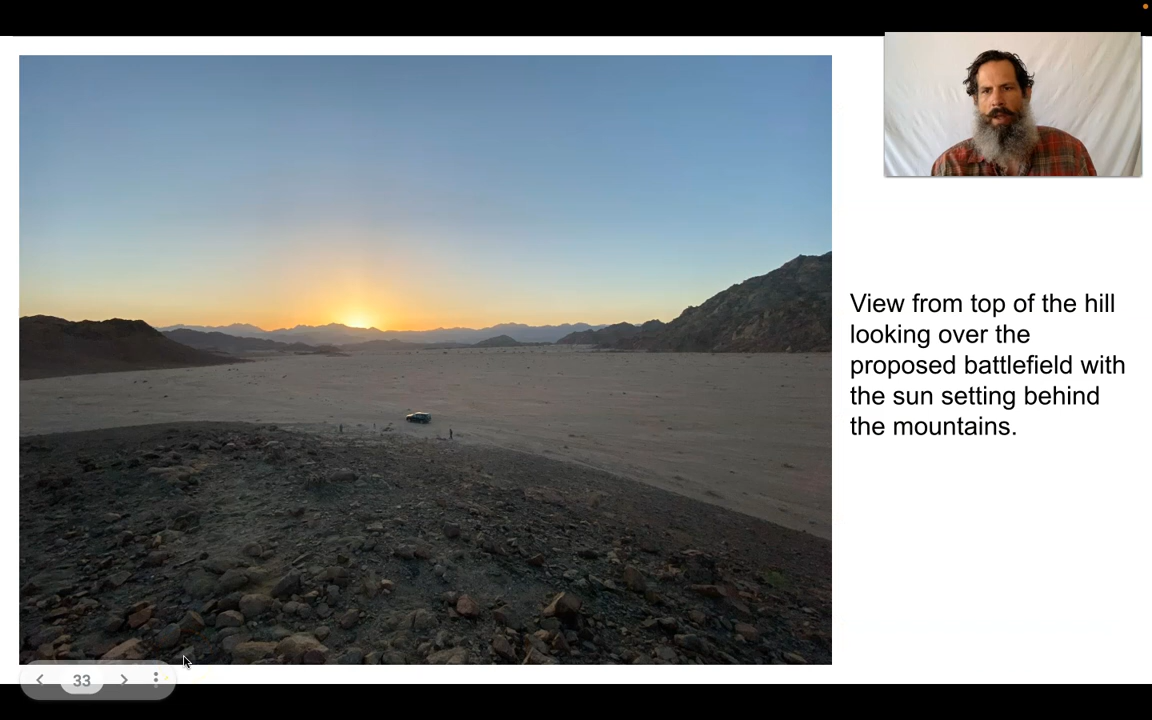 View from top of the hill
looking over the
proposed battlefield with
the sun setting behind
the mountains.
33